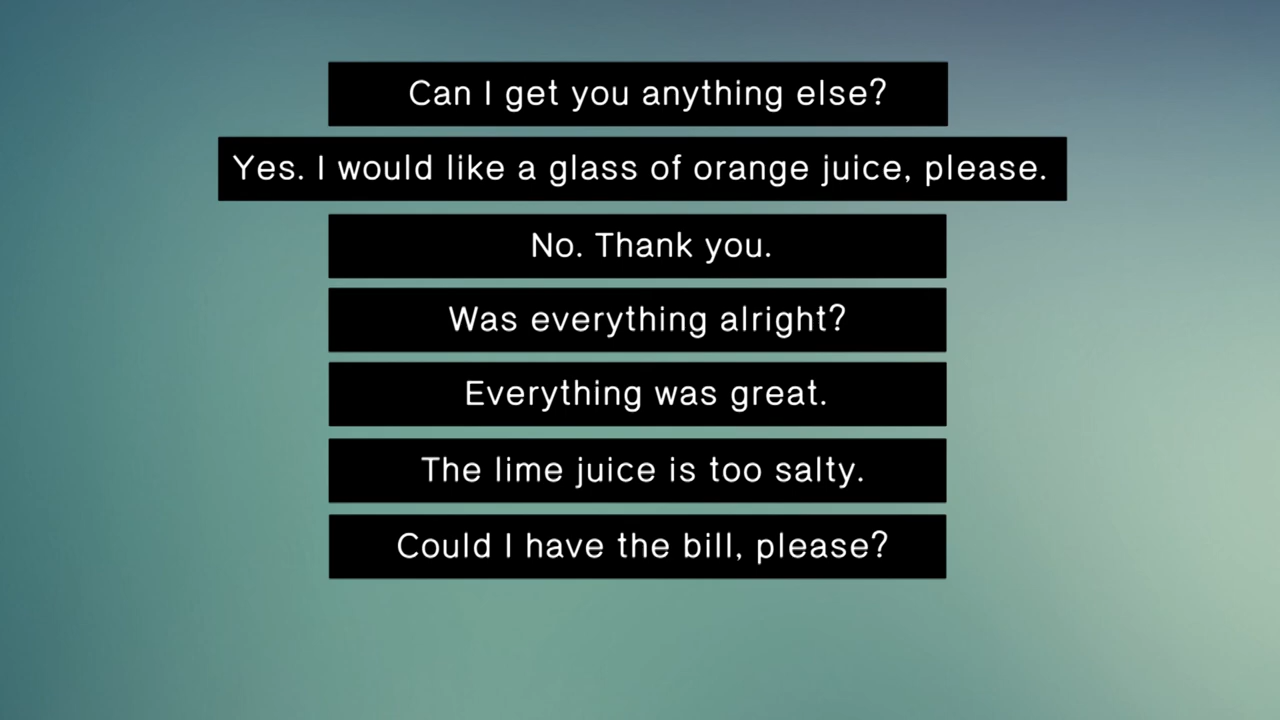 Can I get you anything else?
Yes. I would like a glass of orange juice, please.
No. Thank you.
Was everything alright?
Everything was great.
The lime juice is too salty.
Could I have the bill, please?